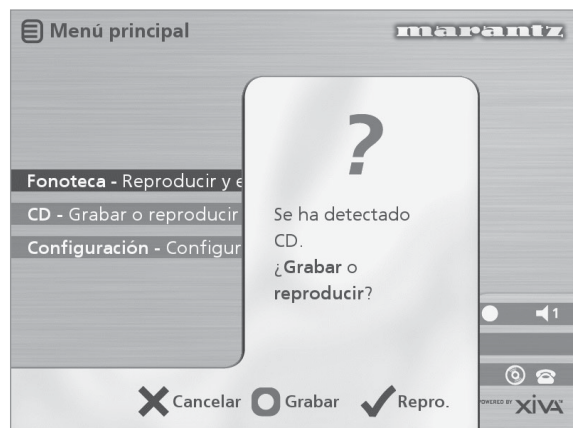 Menú principal
marantz
Fonoteca - Reproducir y e
CD - Grabar o reproducir
Configuración - Configur
?
Se ha detectado
CD.
¿Grabar o
reproducir?
1
Cancelar Grabar Repro.
POWERED BY XiVA